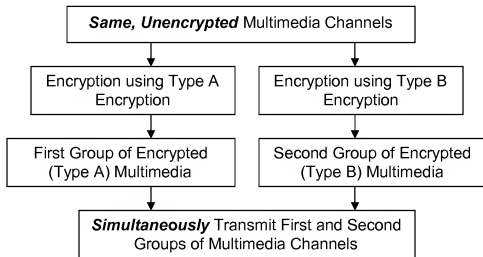 Same, Unencrypted Multimedia Channels
Encryption using Type A
Encryption
Encryption using Type B
Encryption
First Group of Encrypted
(Type A) Multimedia
Second Group of Encrypted
(Type B) Multimedia
Simultaneously Transmit First and Second
Groups of Multimedia Channels